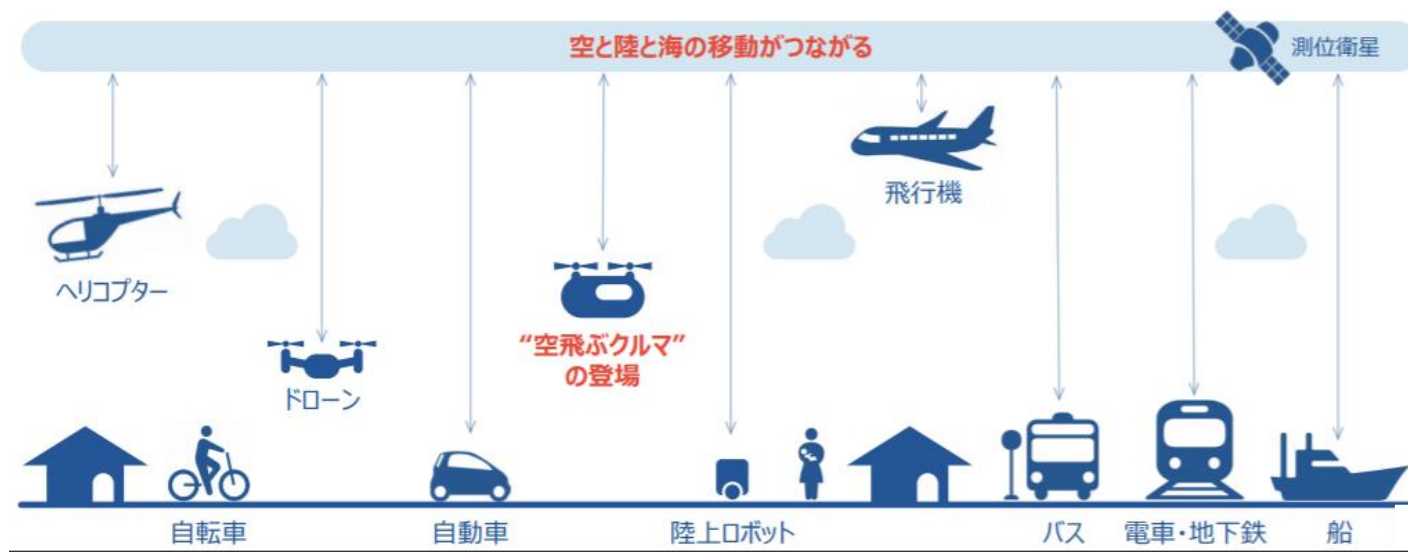 空と陸と海の移動がつながる
測位衛星
飛行機
ヘリコプター
“空飛ぶクルマ”
の登場
ドローン
自転車
自動車
陸上ロボット
バス
電車・地下鉄
船